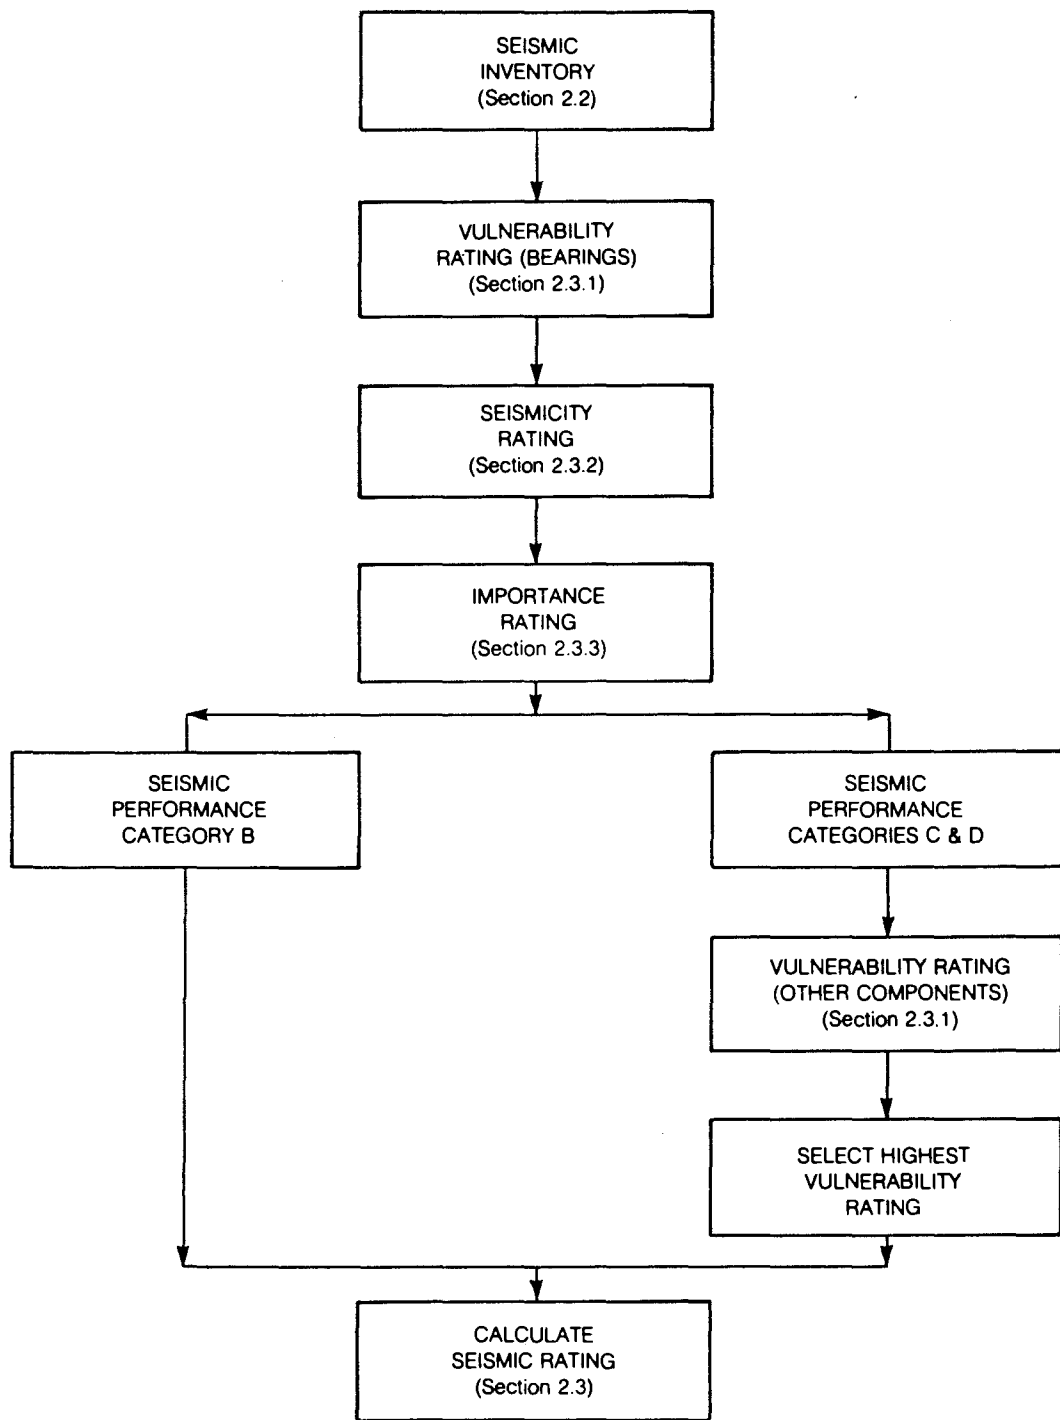 SEISMIC
INVENTORY
(Section 2.2)
VULNERABILITY
RATING (BEARINGS)
(Section 2.3.1)
SEISMICITY
RATING
(Section 2.3.2)
IMPORTANCE
RATING
(Section 2.3.3)
SEISMIC
PERFORMANCE
CATEGORY B
SEISMIC
PERFORMANCE
CATEGORIES C & D
VULNERABILITY RATING
(OTHER COMPONENTS)
(Section 2.3.1)
SELECT HIGHEST
VULNERABILITY
RATING
CALCULATE
SEISMIC RATING
(Section 2.3)